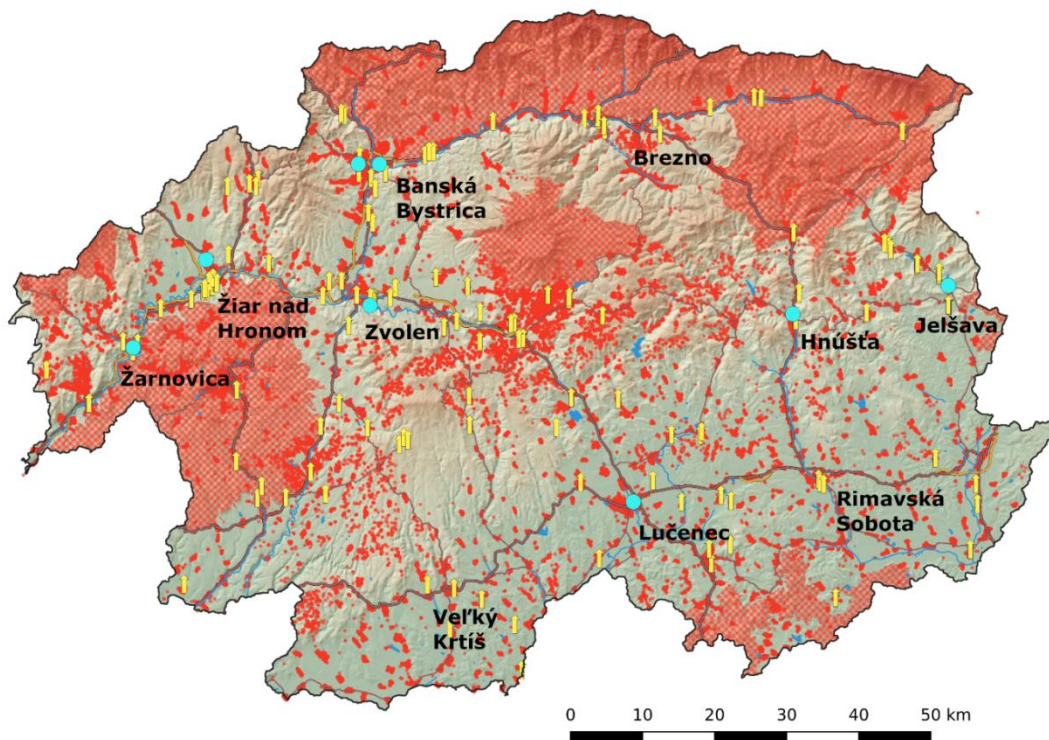 Brezno
Banská
Bystrica
Žiar nad
Hronom
Zvolen
Hnúšťa
Jelšava
Žarnovica
Rimavská
Sobota
Lučenec
Veľký
Krtíš
0 10 20 30 40 50 km